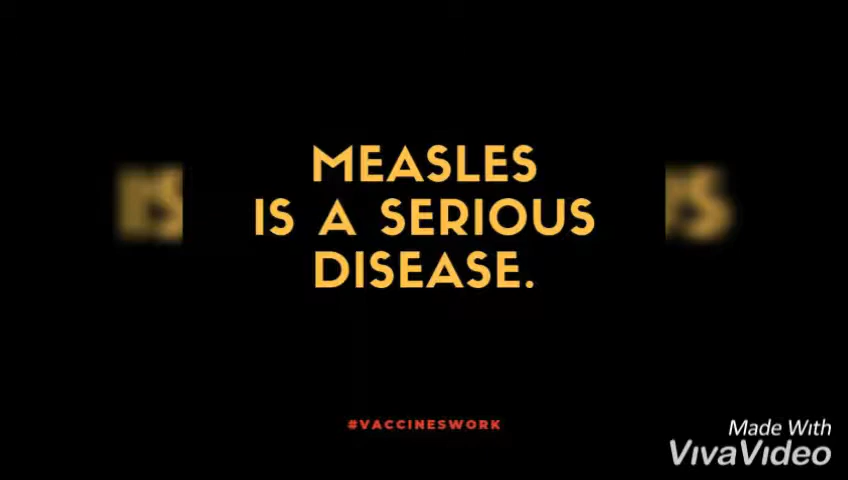 MEASLES
IS A SERIOUS
DISEASE.
#VACCINESWORK
Made With
VivaVideo